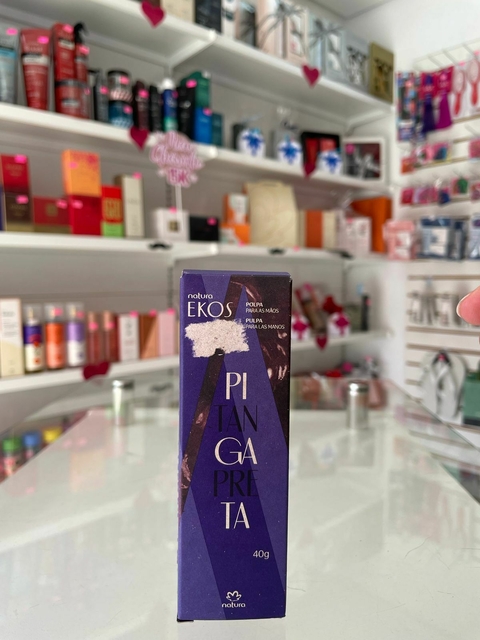 natura
EKOS
POLPA
PARA AS MÃOS
PULPA
PARA LAS MANOS
PI
TAN
GA
PRE
TA
40g
natura